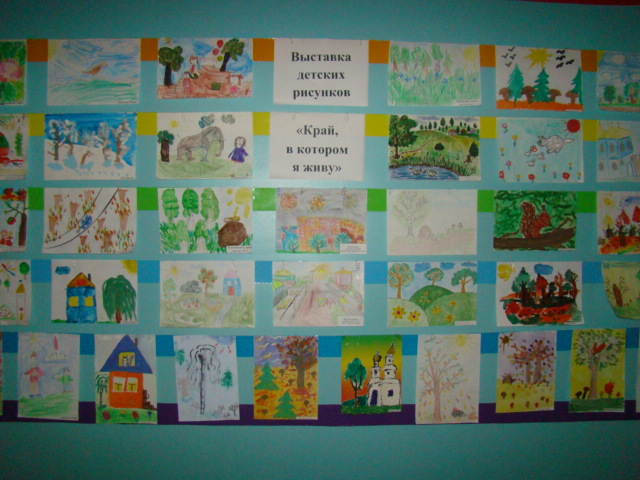 Выставка
детских
рисунков
«Край,
в котором
я живу»